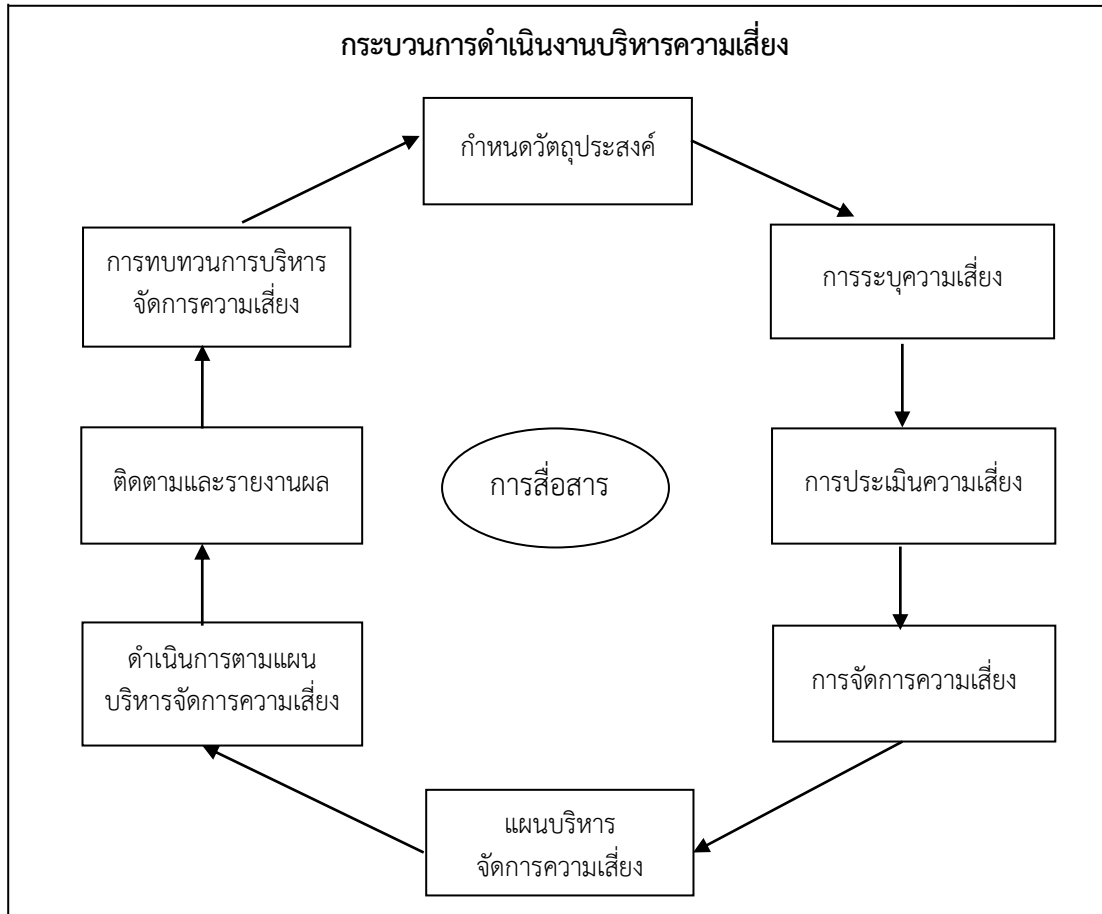 กระบวนการดำเนินงานบริหารความเสี่ยง
กำหนดวัตถุประสงค์
การระบุความเสี่ยง
การประเมินความเสี่ยง
การจัดการความเสี่ยง
แผนบริหาร
จัดการความเสี่ยง
ดำเนินการตามแผน
บริหารจัดการความเสี่ยง
ติดตามและรายงานผล
การทบทวนการบริหาร
จัดการความเสี่ยง
การสื่อสาร